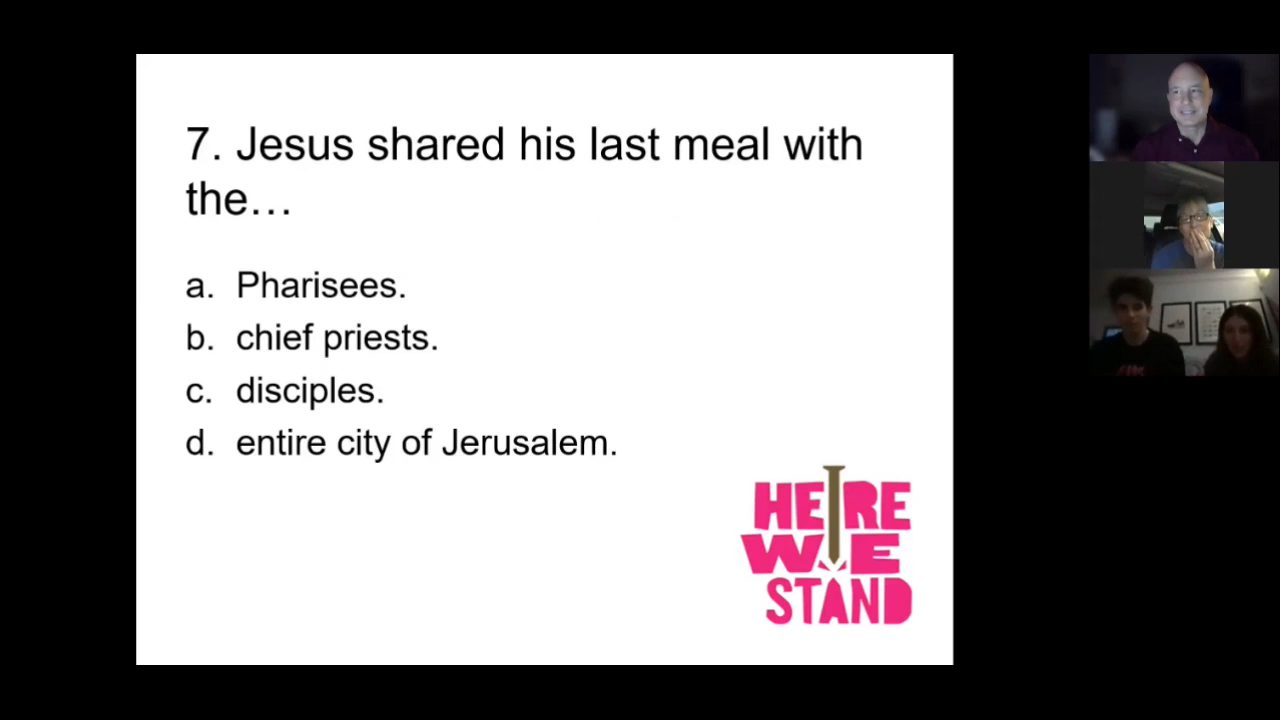 7. Jesus shared his last meal with
the…
a. Pharisees.
b. chief priests.
c. disciples.
d. entire city of Jerusalem.
HERE
WE
STAND